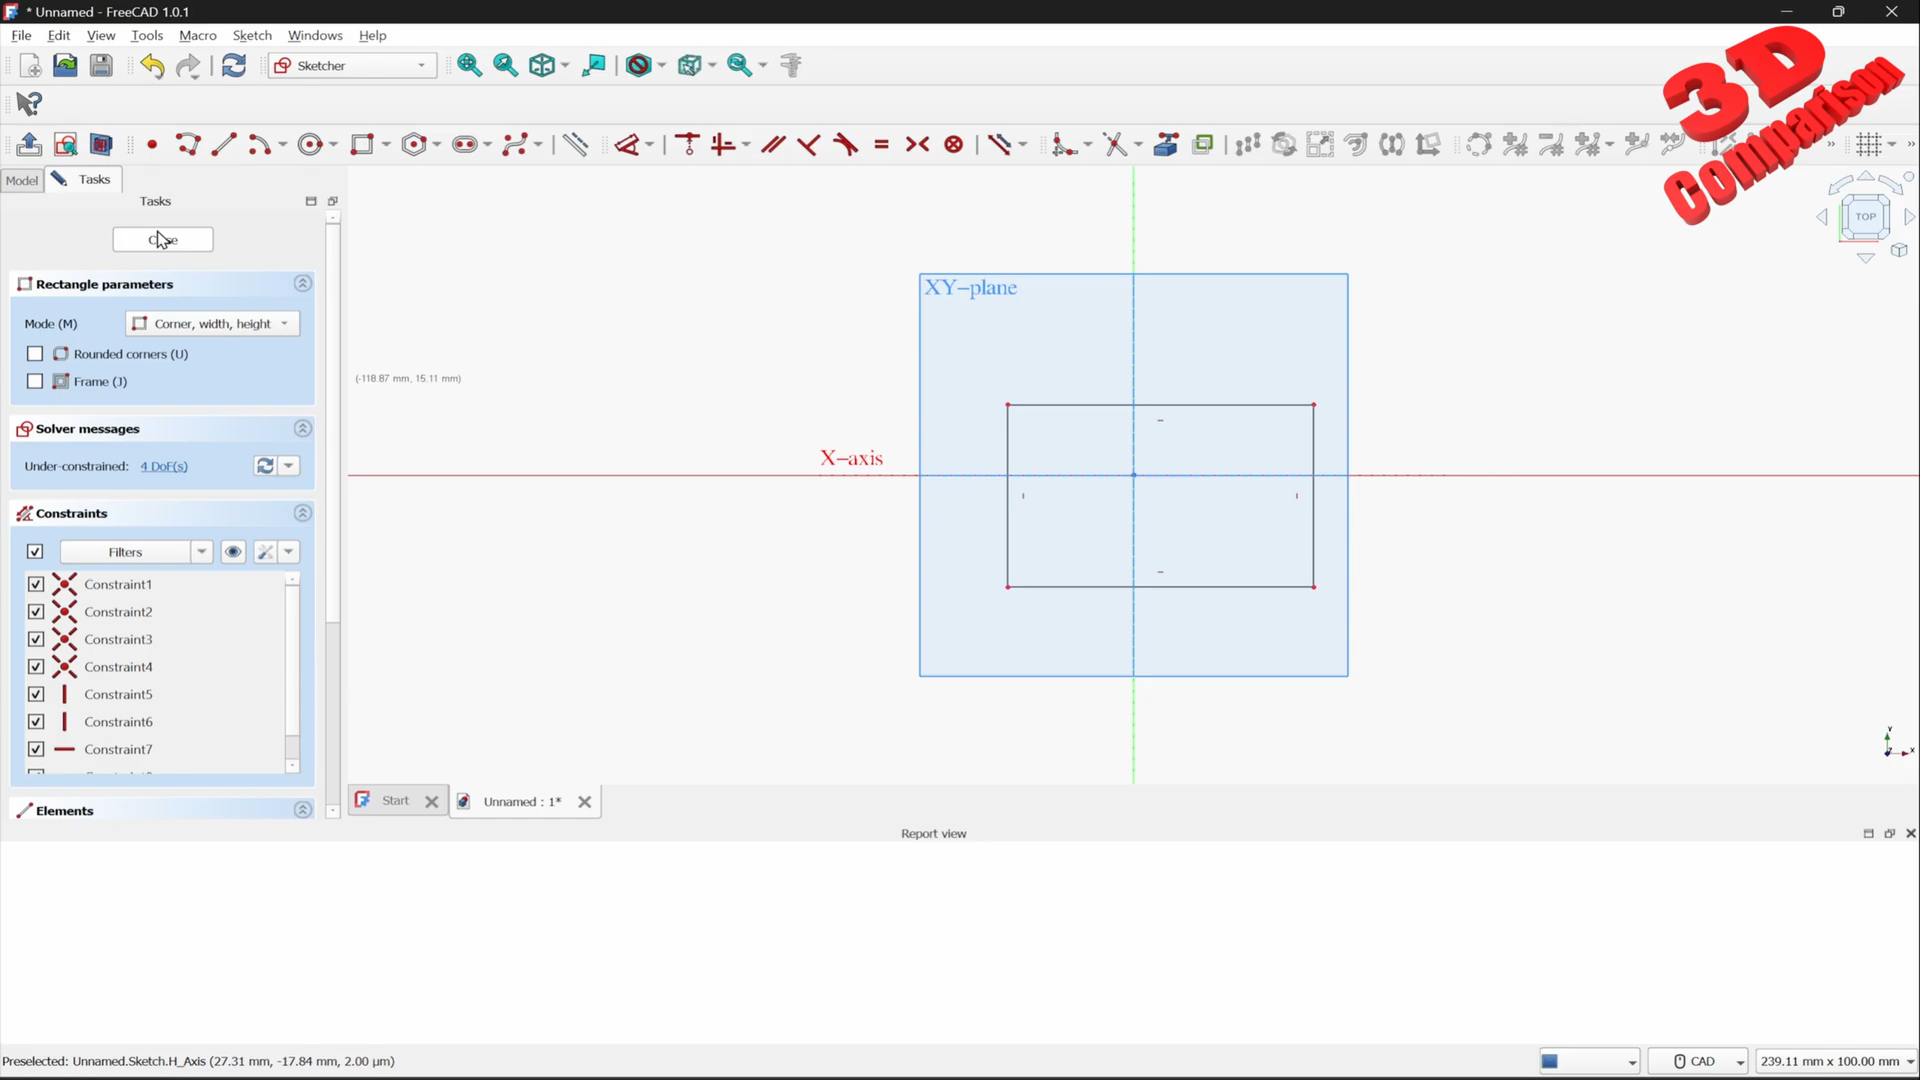 * Unnamed - FreeCAD 1.0.1
File Edit View Tools Macro Sketch Windows Help
Sketcher
3D
Comparison
Model Tasks
Tasks
TOP
Rectangle parameters
Mode (M) Corner, width, height
Rounded corners (U)
Frame (J)
(-118.87 mm, 15.11 mm)
XY-plane
X-axis
Solver messages
Under-constrained: 4 DoF(s)
Constraints
Filters
Constraint1
Constraint2
Constraint3
Constraint4
Constraint5
Constraint6
Constraint7
Elements
Y
X
Start
Unnamed : 1*
Report view
Preselected: Unnamed.Sketch.H_Axis (27.31 mm, -17.84 mm, 2.00 µm)
CAD
239.11 mm x 100.00 mm